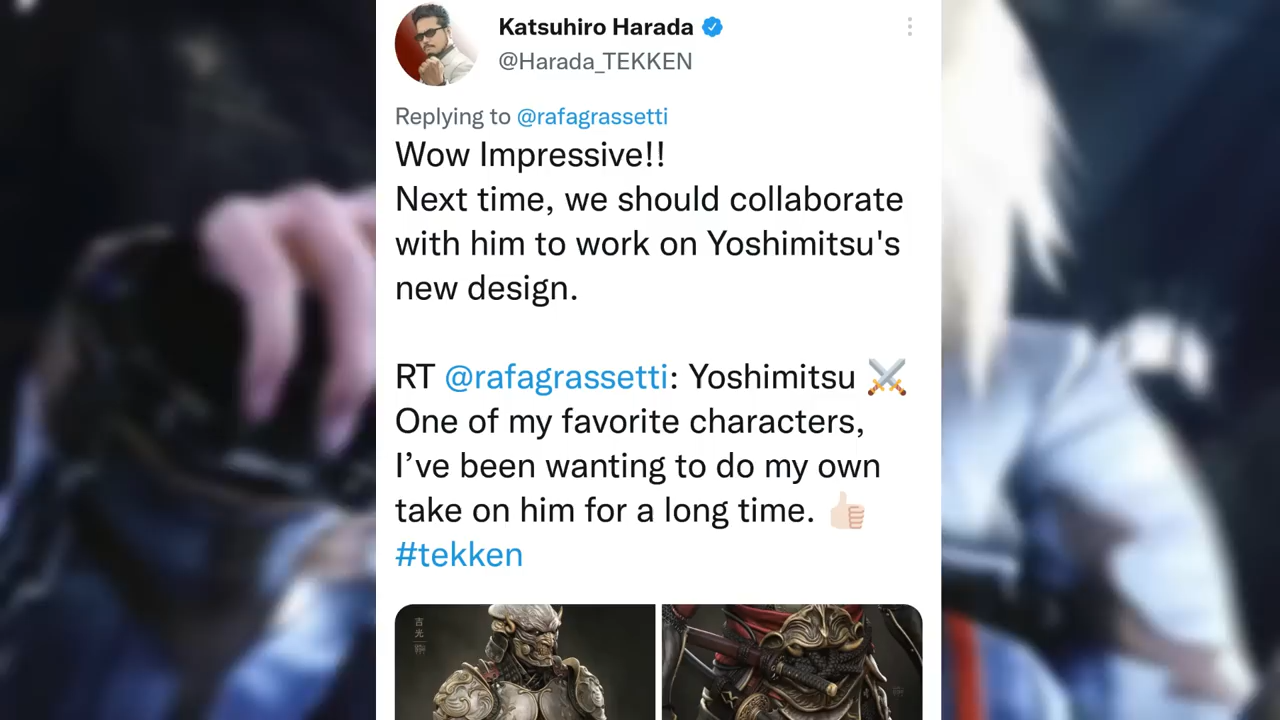 Katsuhiro Harada
@Harada_TEKKEN
Replying to @rafagrassetti
Wow Impressive!!
Next time, we should collaborate
with him to work on Yoshimitsu's
new design.
RT @rafagrassetti: Yoshimitsu ⚔️
One of my favorite characters,
I’ve been wanting to do my own
take on him for a long time. 👍🏻
#tekken
吉
光